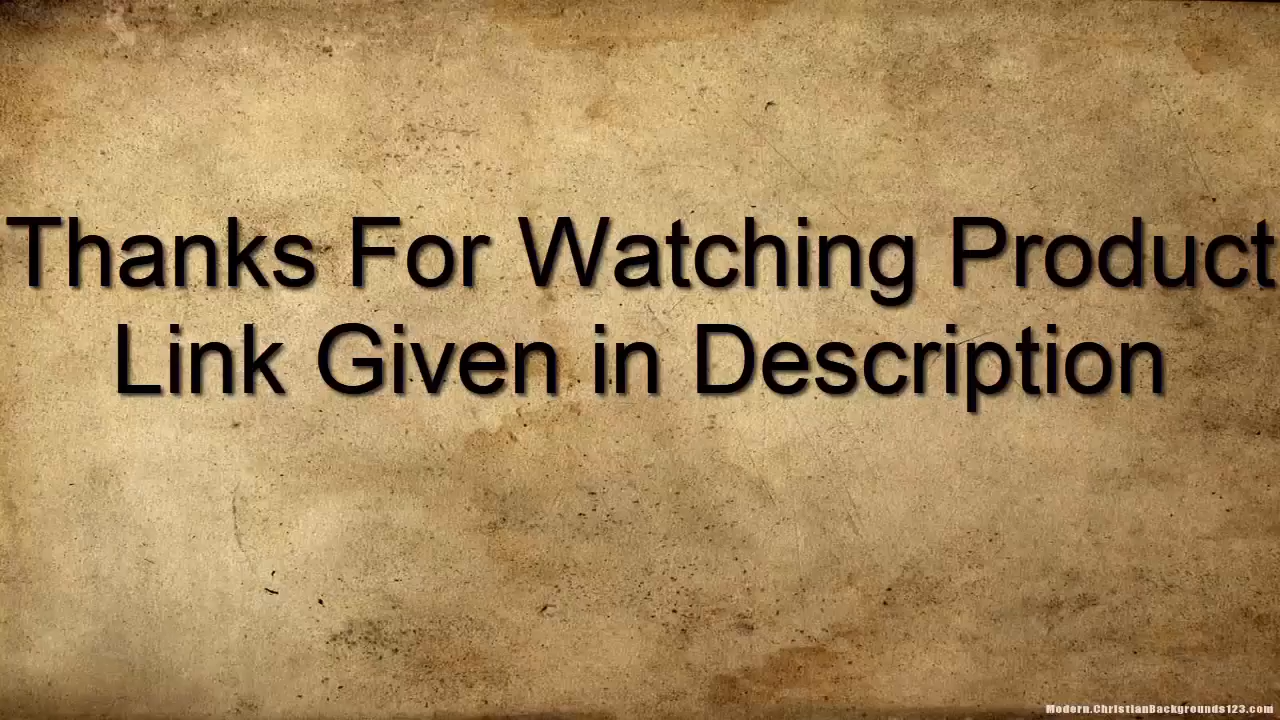 Thanks For Watching Product
Link Given in Description
Modern.ChristianBackgrounds123.com